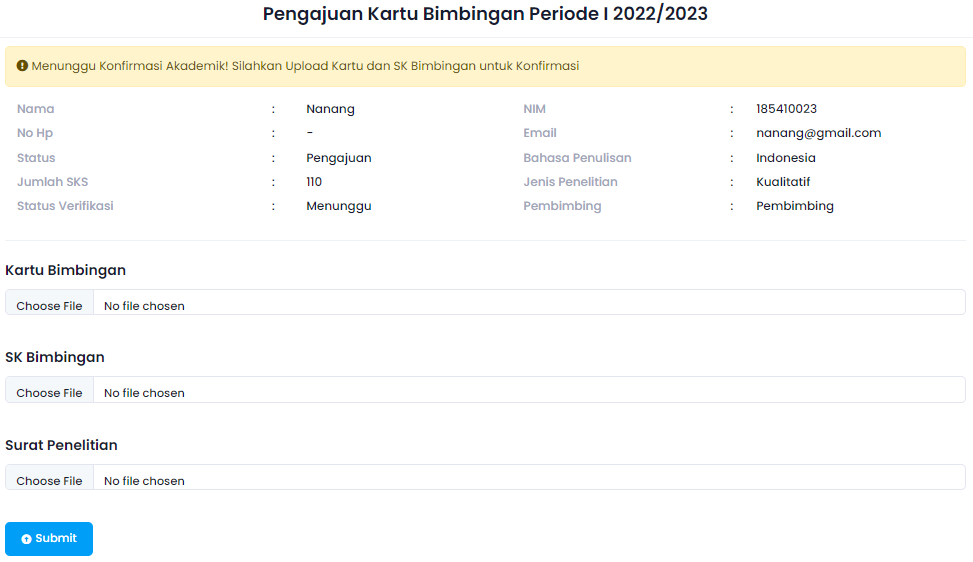 Pengajuan Kartu Bimbingan Periode I 2022/2023
Menunggu Konfirmasi Akademik! Silahkan Upload Kartu dan SK Bimbingan untuk Konfirmasi
Nama : Nanang NIM : 185410023
No Hp : - Email : nanang@gmail.com
Status : Pengajuan Bahasa Penulisan : Indonesia
Jumlah SKS : 110 Jenis Penelitian : Kualitatif
Status Verifikasi : Menunggu Pembimbing : Pembimbing
Kartu Bimbingan
Choose File No file chosen
SK Bimbingan
Choose File No file chosen
Surat Penelitian
Choose File No file chosen
Submit